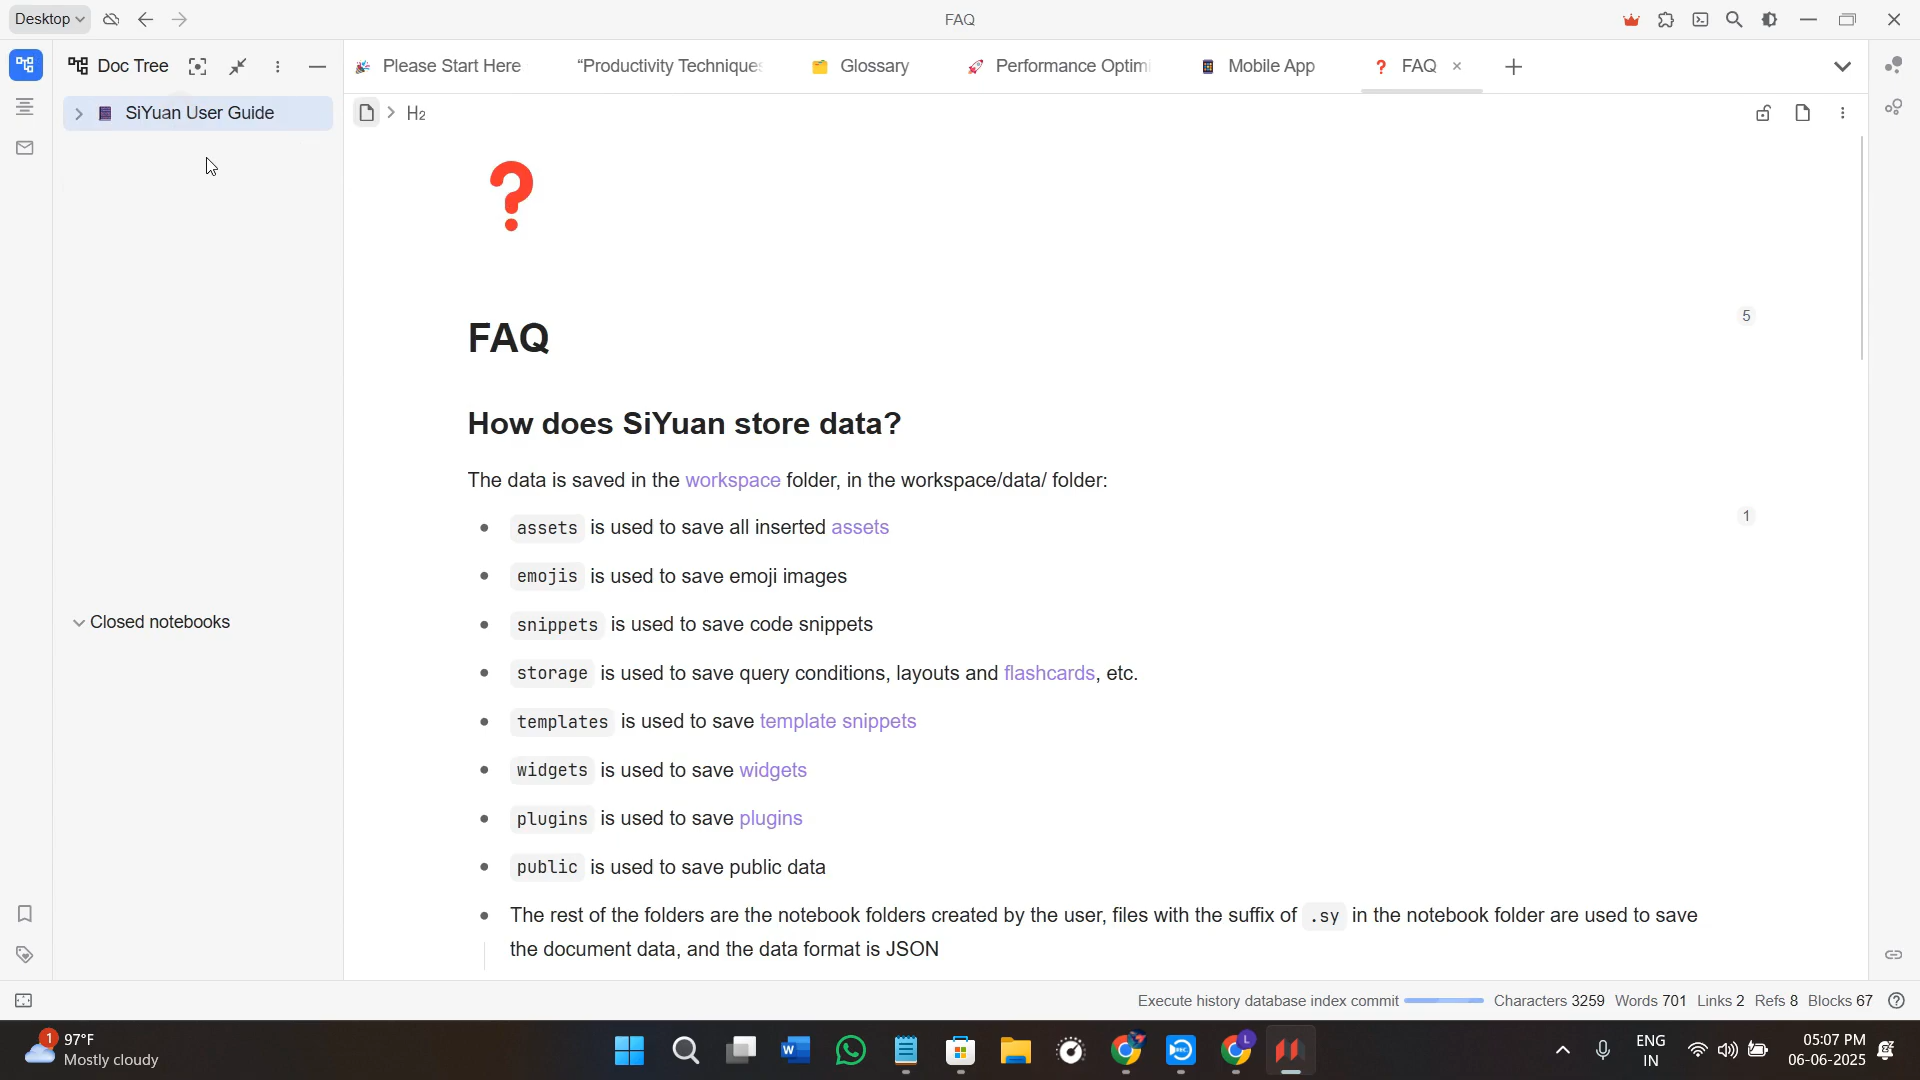 Desktop
FAQ
Doc Tree
Please Start Here
“Productivity Techniques
Glossary
Performance Optimi
Mobile App
FAQ
SiYuan User Guide
H2
FAQ
5
How does SiYuan store data?
The data is saved in the workspace folder, in the workspace/data/ folder:
assets is used to save all inserted assets
1
emojis is used to save emoji images
snippets is used to save code snippets
storage is used to save query conditions, layouts and flashcards, etc.
templates is used to save template snippets
widgets is used to save widgets
plugins is used to save plugins
public is used to save public data
The rest of the folders are the notebook folders created by the user, files with the suffix of .sy in the notebook folder are used to save
the document data, and the data format is JSON
Closed notebooks
Execute history database index commit
Characters 3259 Words 701 Links 2 Refs 8 Blocks 67
1
97°F
Mostly cloudy
ENG
IN
05:07 PM
06-06-2025